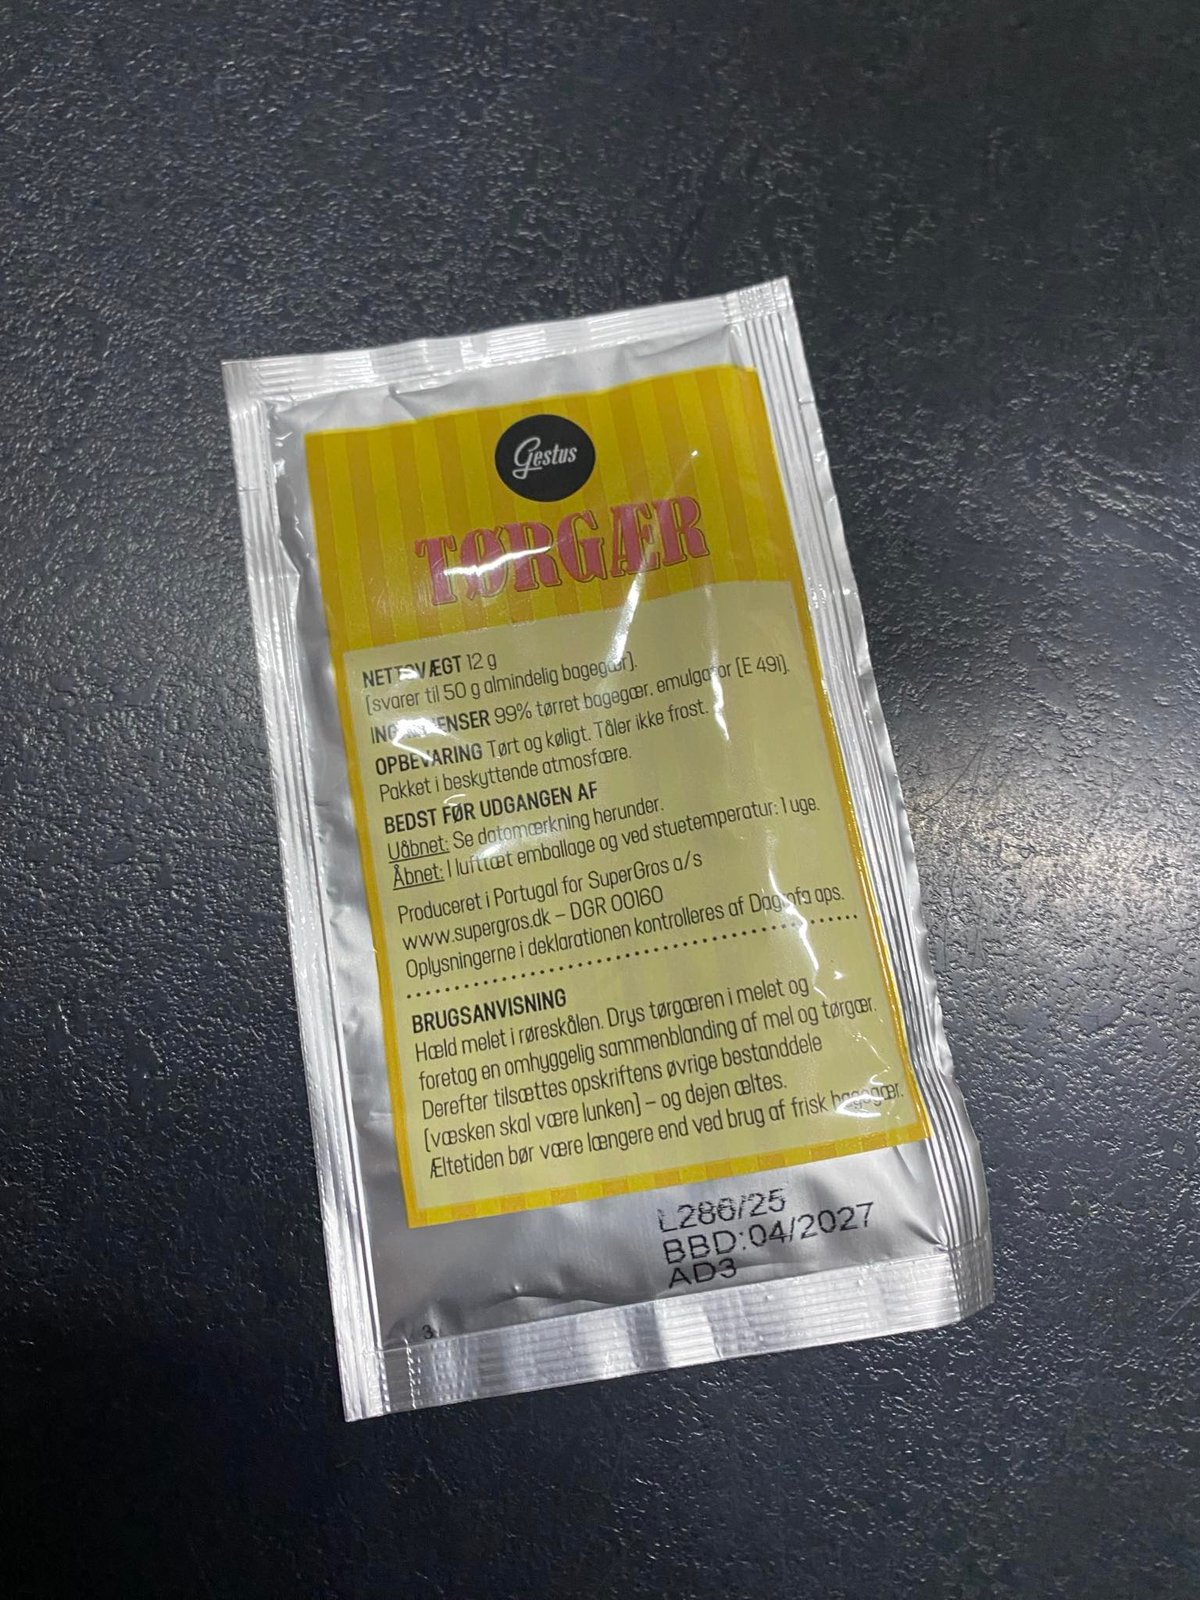 Gestus
TØRGÆR
NETTOVÆGT 12 g
(svarer til 50 g almindelig bagegær).
INGREDIENSER 99% tørret bagegær, emulgator (E 491).
OPBEVARING Tørt og køligt. Tåler ikke frost.
Pakket i beskyttende atmosfære.
BEDST FØR UDGANGEN AF
Uåbnet: Se datomærkning herunder.
Åbnet: I lufttæt emballage og ved stuetemperatur: 1 uge.
Produceret i Portugal for SuperGros a/s
www.supergros.dk – DGR 00160
Oplysningerne i deklarationen kontrolleres af Dagrofa aps.
BRUGSANVISNING
Hæld melet i røreskålen. Drys tørgæren i melet og
foretag en omhyggelig sammenblanding af mel og tørgær.
Derefter tilsættes opskriftens øvrige bestanddele
(væsken skal være lunken) – og dejen æltes.
Æltetiden bør være længere end ved brug af frisk bagegær.
L286/25
BBD:04/2027
AD3
3